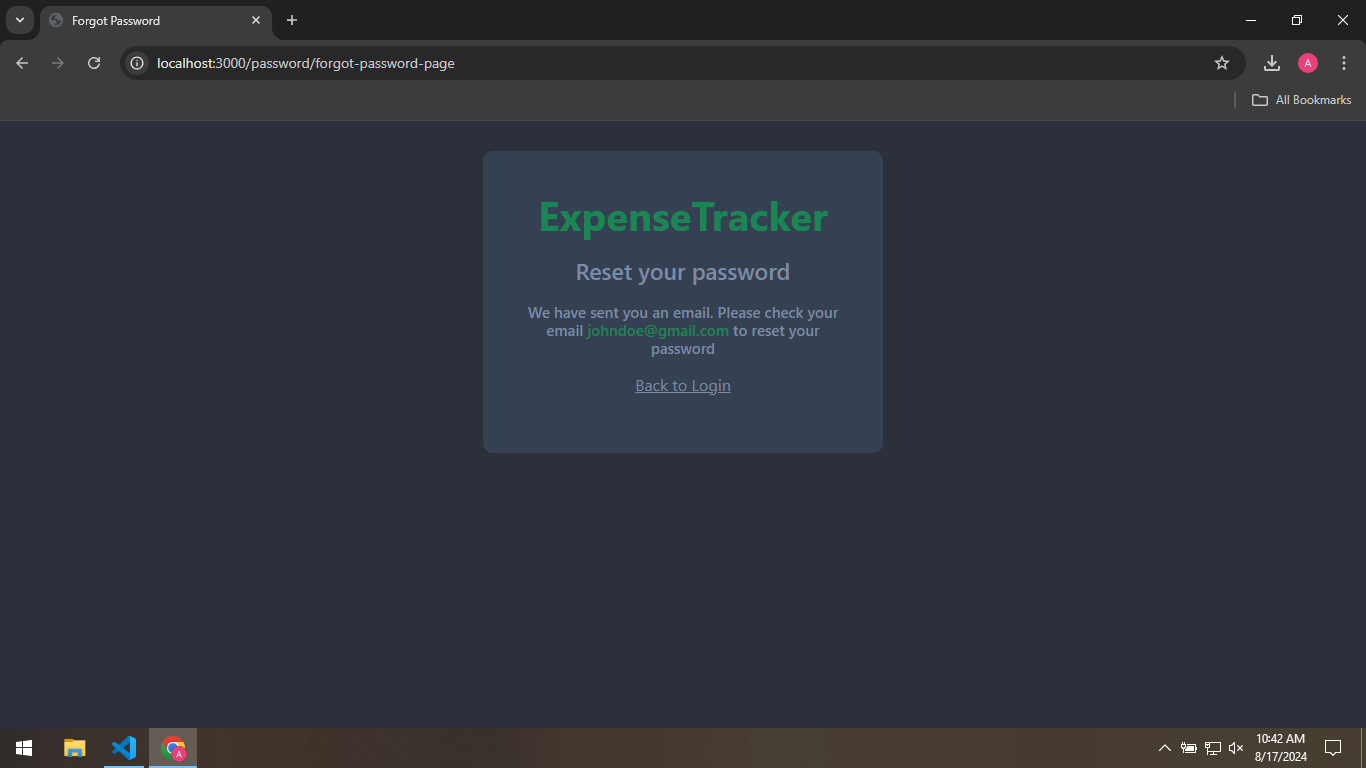 Forgot Password
localhost:3000/password/forgot-password-page
A
All Bookmarks
ExpenseTracker
Reset your password
We have sent you an email. Please check your
email johndoe@gmail.com to reset your
password
Back to Login
A
10:42 AM
8/17/2024